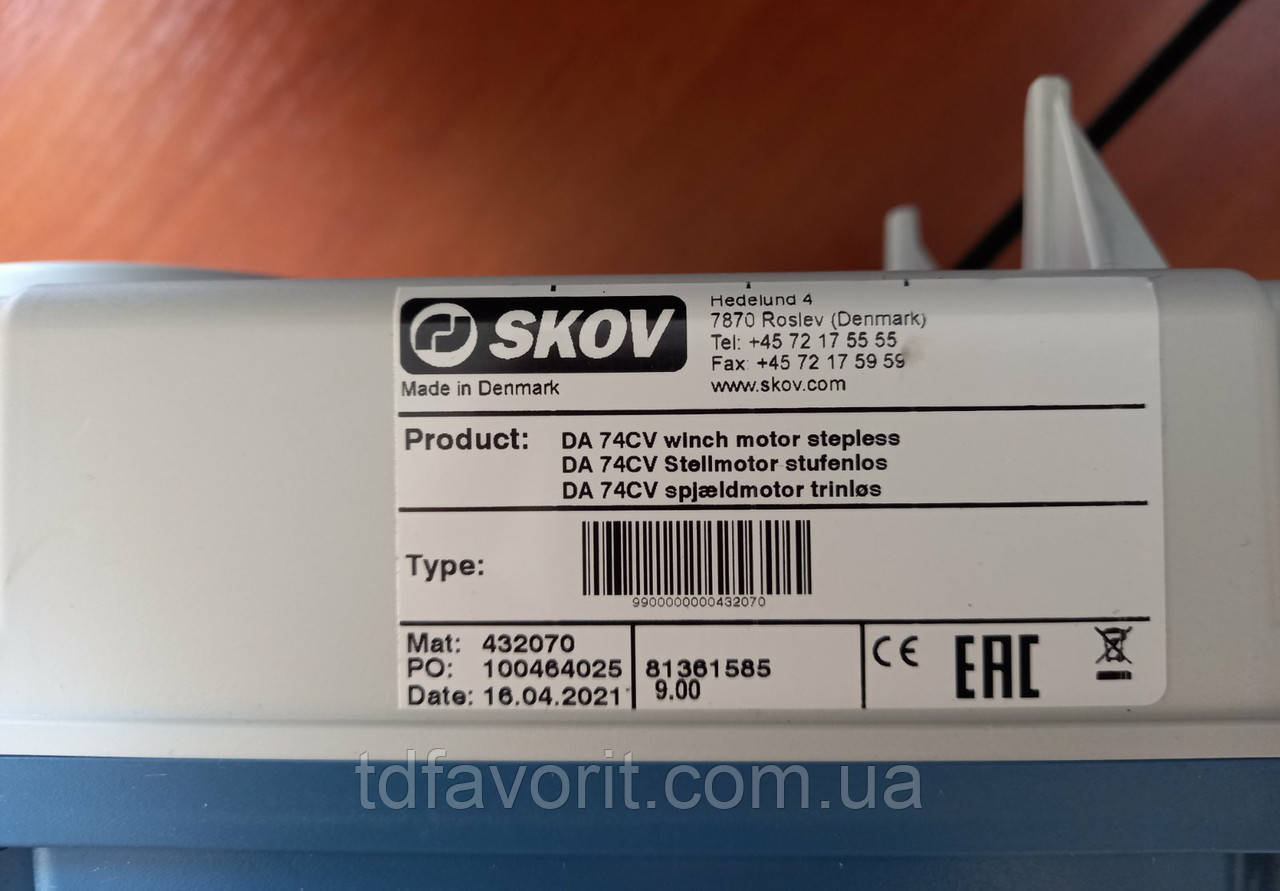 SKOV
Made in Denmark
Hedelund 4
7870 Roslev (Denmark)
Tel: +45 72 17 55 55
Fax: +45 72 17 59 59
www.skov.com
Product: DA 74CV winch motor stepless
DA 74CV Stellmotor stufenlos
DA 74CV spjældmotor trinløs
Type:
9900000000432070
Mat: 432070
PO: 100464025
Date: 16.04.2021
81361585
9.00
CE
EAC
tdfavorit.com.ua